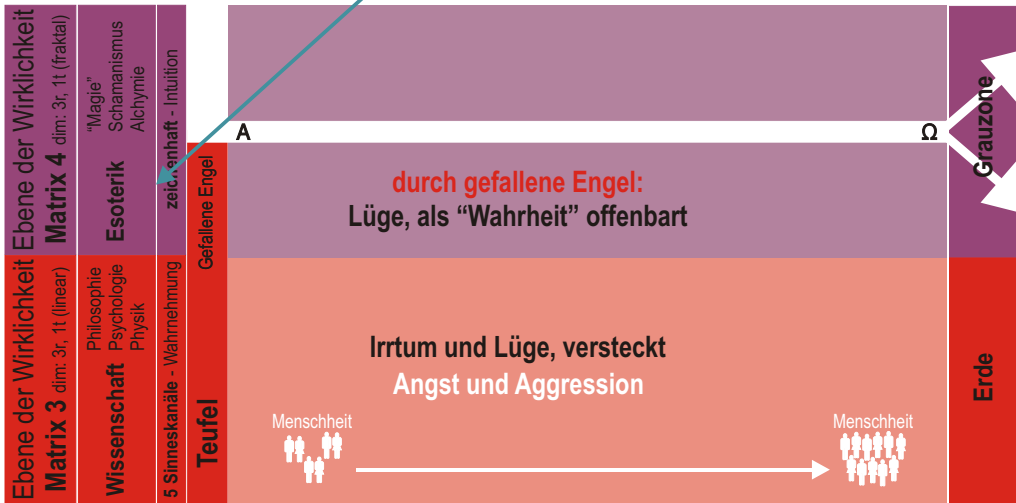 Ebene der Wirklichkeit
Matrix 4 dim: 3r, 1t (fraktal)
"Magie"
Schamanismus
Alchymie
Esoterik
zeichenhaft - Intuition
A
Ω
Grauzone
Gefallene Engel
durch gefallene Engel:
Lüge, als "Wahrheit" offenbart
Ebene der Wirklichkeit
Matrix 3 dim: 3r, 1t (linear)
Philosophie
Psychologie
Physik
Wissenschaft
5 Sinneskanäle - Wahrnehmung
Teufel
Irrtum und Lüge, versteckt
Angst und Aggression
Menschheit
Menschheit
Erde